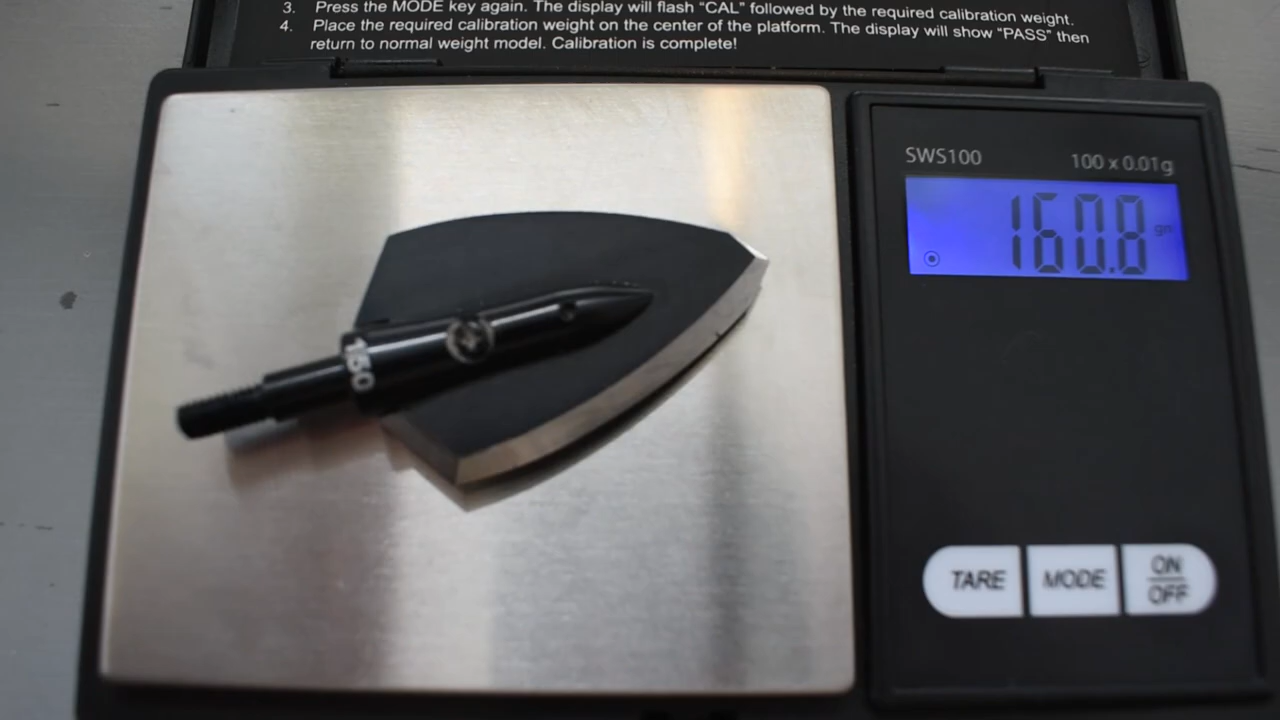 3. Press the MODE key again. The display will flash “CAL” followed by the required calibration weight.
4. Place the required calibration weight on the center of the platform. The display will show “PASS” then
return to normal weight model. Calibration is complete!
SWS100
100 x 0.01g
160.8 gn
150
TARE
MODE
ON
OFF